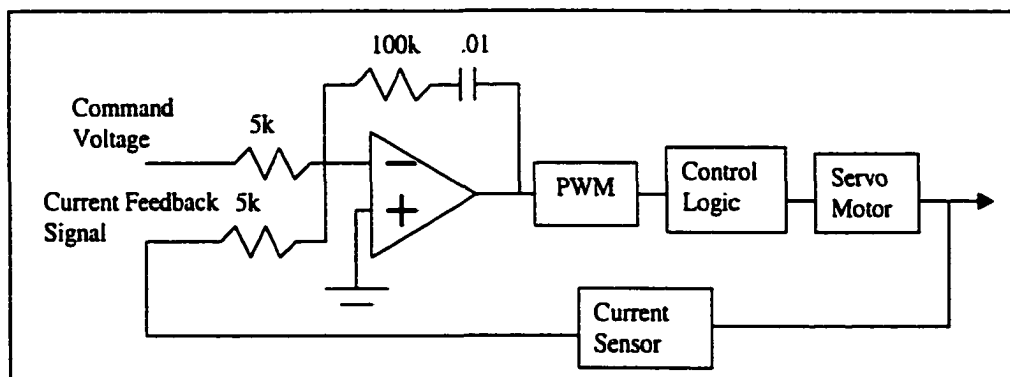 100k .01
Command
Voltage
5k
Current Feedback
Signal
5k
−
+
PWM
Control
Logic
Servo
Motor
Current
Sensor